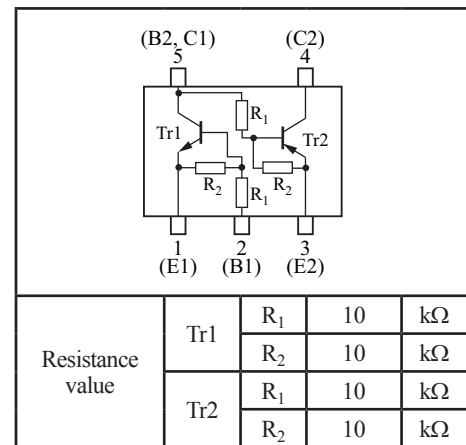 (B2, C1) (C2)
5 4
R1
Tr1 Tr2
R2 R1 R2
1 2 3
(E1) (B1) (E2)
Resistance value Tr1 R1 10 kΩ
R2 10 kΩ
Tr2 R1 10 kΩ
R2 10 kΩ